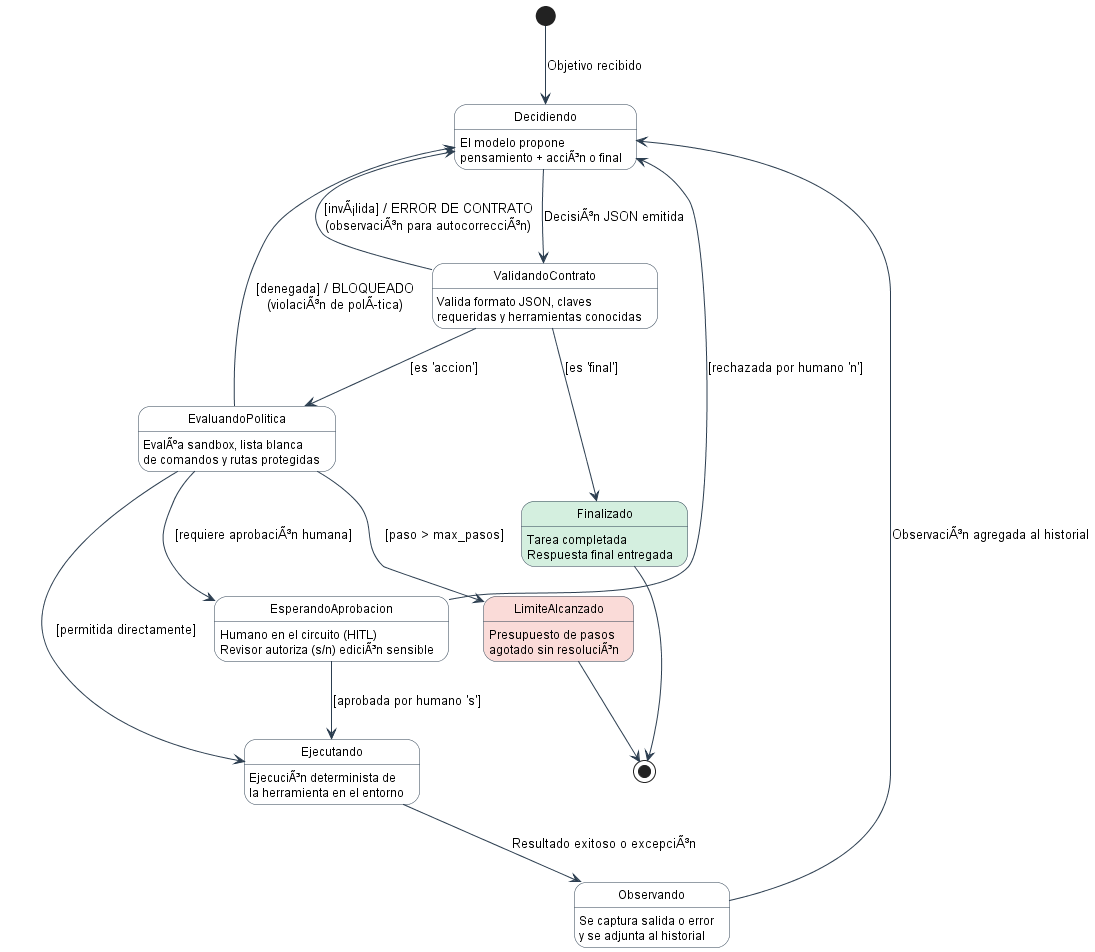 Objetivo recibido
Decidiendo
El modelo propone
pensamiento + acciÃ³n o final
[invÃ¡lida] / ERROR DE CONTRATO
(observaciÃ³n para autocorrecciÃ³n)
DecisiÃ³n JSON emitida
ValidandoContrato
Valida formato JSON, claves
requeridas y herramientas conocidas
[denegada] / BLOQUEADO
(violaciÃ³n de polÃ-tica)
[es 'accion']
[es 'final']
[rechazada por humano 'n']
EvaluandoPolitica
EvalÃºa sandbox, lista blanca
de comandos y rutas protegidas
[requiere aprobaciÃ³n humana]
[paso > max_pasos]
Finalizado
Tarea completada
Respuesta final entregada
ObservaciÃ³n agregada al historial
[permitida directamente]
EsperandoAprobacion
Humano en el circuito (HITL)
Revisor autoriza (s/n) ediciÃ³n sensible
LimiteAlcanzado
Presupuesto de pasos
agotado sin resoluciÃ³n
[aprobada por humano 's']
Ejecutando
EjecuciÃ³n determinista de
la herramienta en el entorno
Resultado exitoso o excepciÃ³n
Observando
Se captura salida o error
y se adjunta al historial